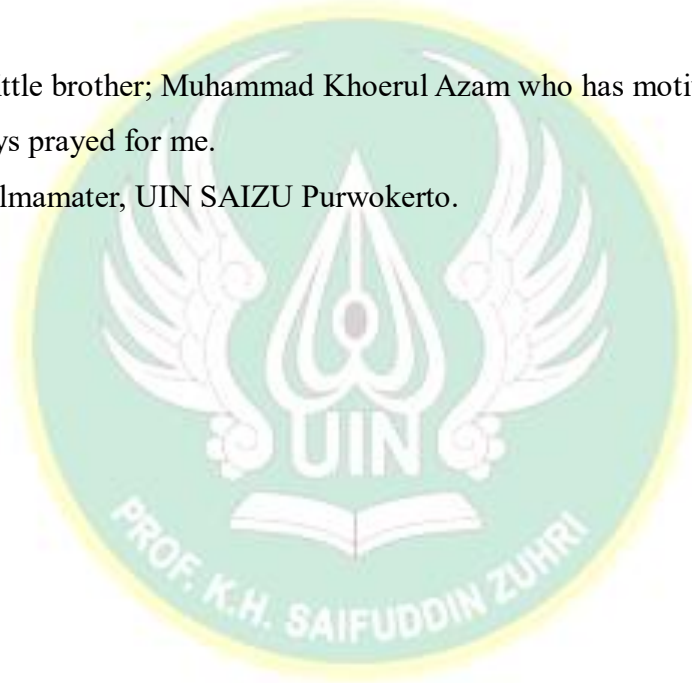 ttle brother; Muhammad Khoerul Azam who has moti
ys prayed for me.
lmamater, UIN SAIZU Purwokerto.
UIN
PROF. K.H. SAIFUDDIN ZUHRI